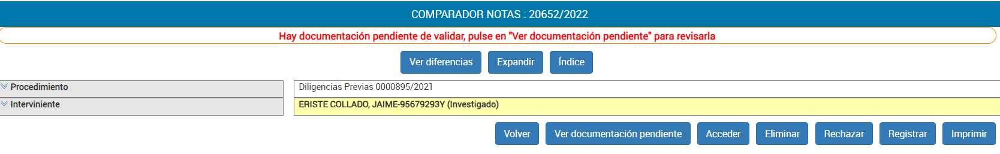 COMPARADOR NOTAS : 20652/2022
Hay documentación pendiente de validar, pulse en "Ver documentación pendiente" para revisarla
Ver diferencias Expandir Índice
Procedimiento Diligencias Previas 0000895/2021
Interviniente ERISTE COLLADO, JAIME-95679293Y (Investigado)
Volver Ver documentación pendiente Acceder Eliminar Rechazar Registrar Imprimir